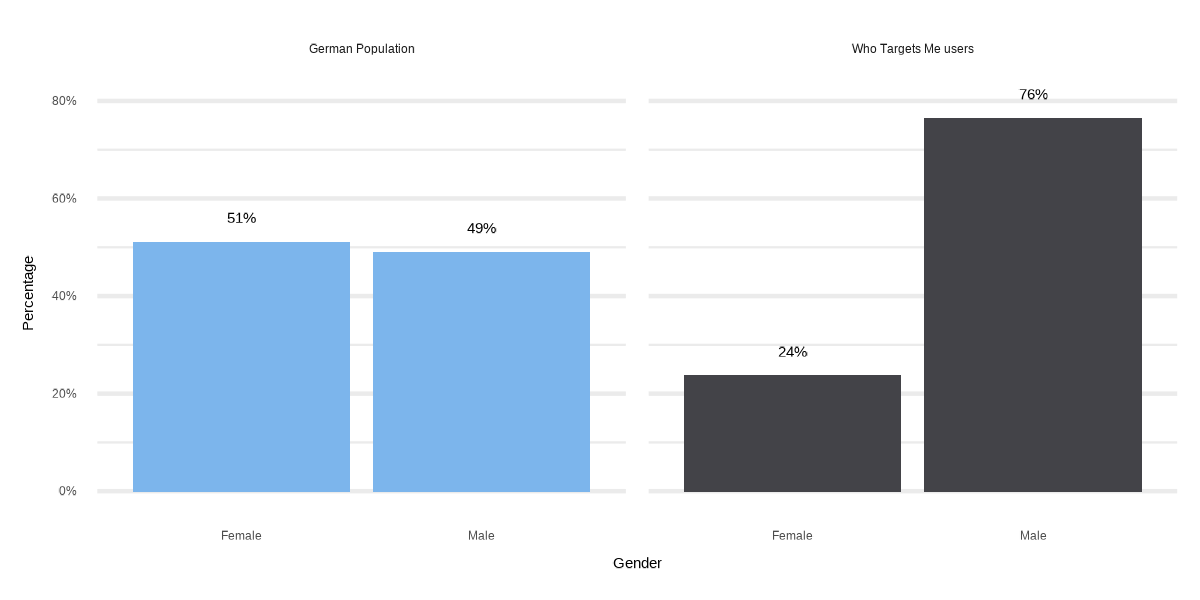 German Population
Who Targets Me users
80%
60%
40%
20%
0%
Percentage
51%
49%
24%
76%
Female
Male
Female
Male
Gender